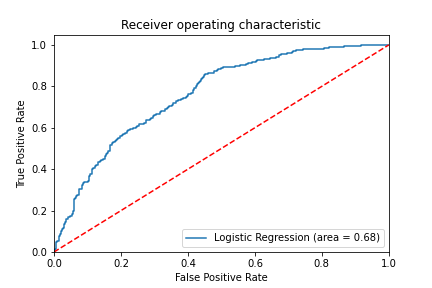 Receiver operating characteristic
1.0
0.8
0.6
0.4
0.2
0.0
True Positive Rate
Logistic Regression (area = 0.68)
0.0 0.2 0.4 0.6 0.8 1.0
False Positive Rate